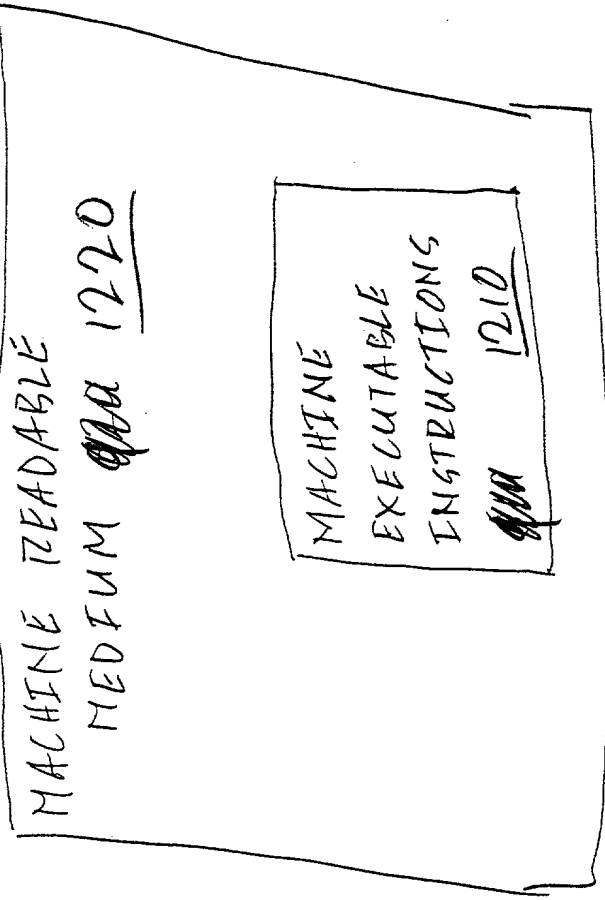 MACHINE READABLE
MEDIUM 1220
MACHINE
EXECUTABLE
INSTRUCTIONS
1210